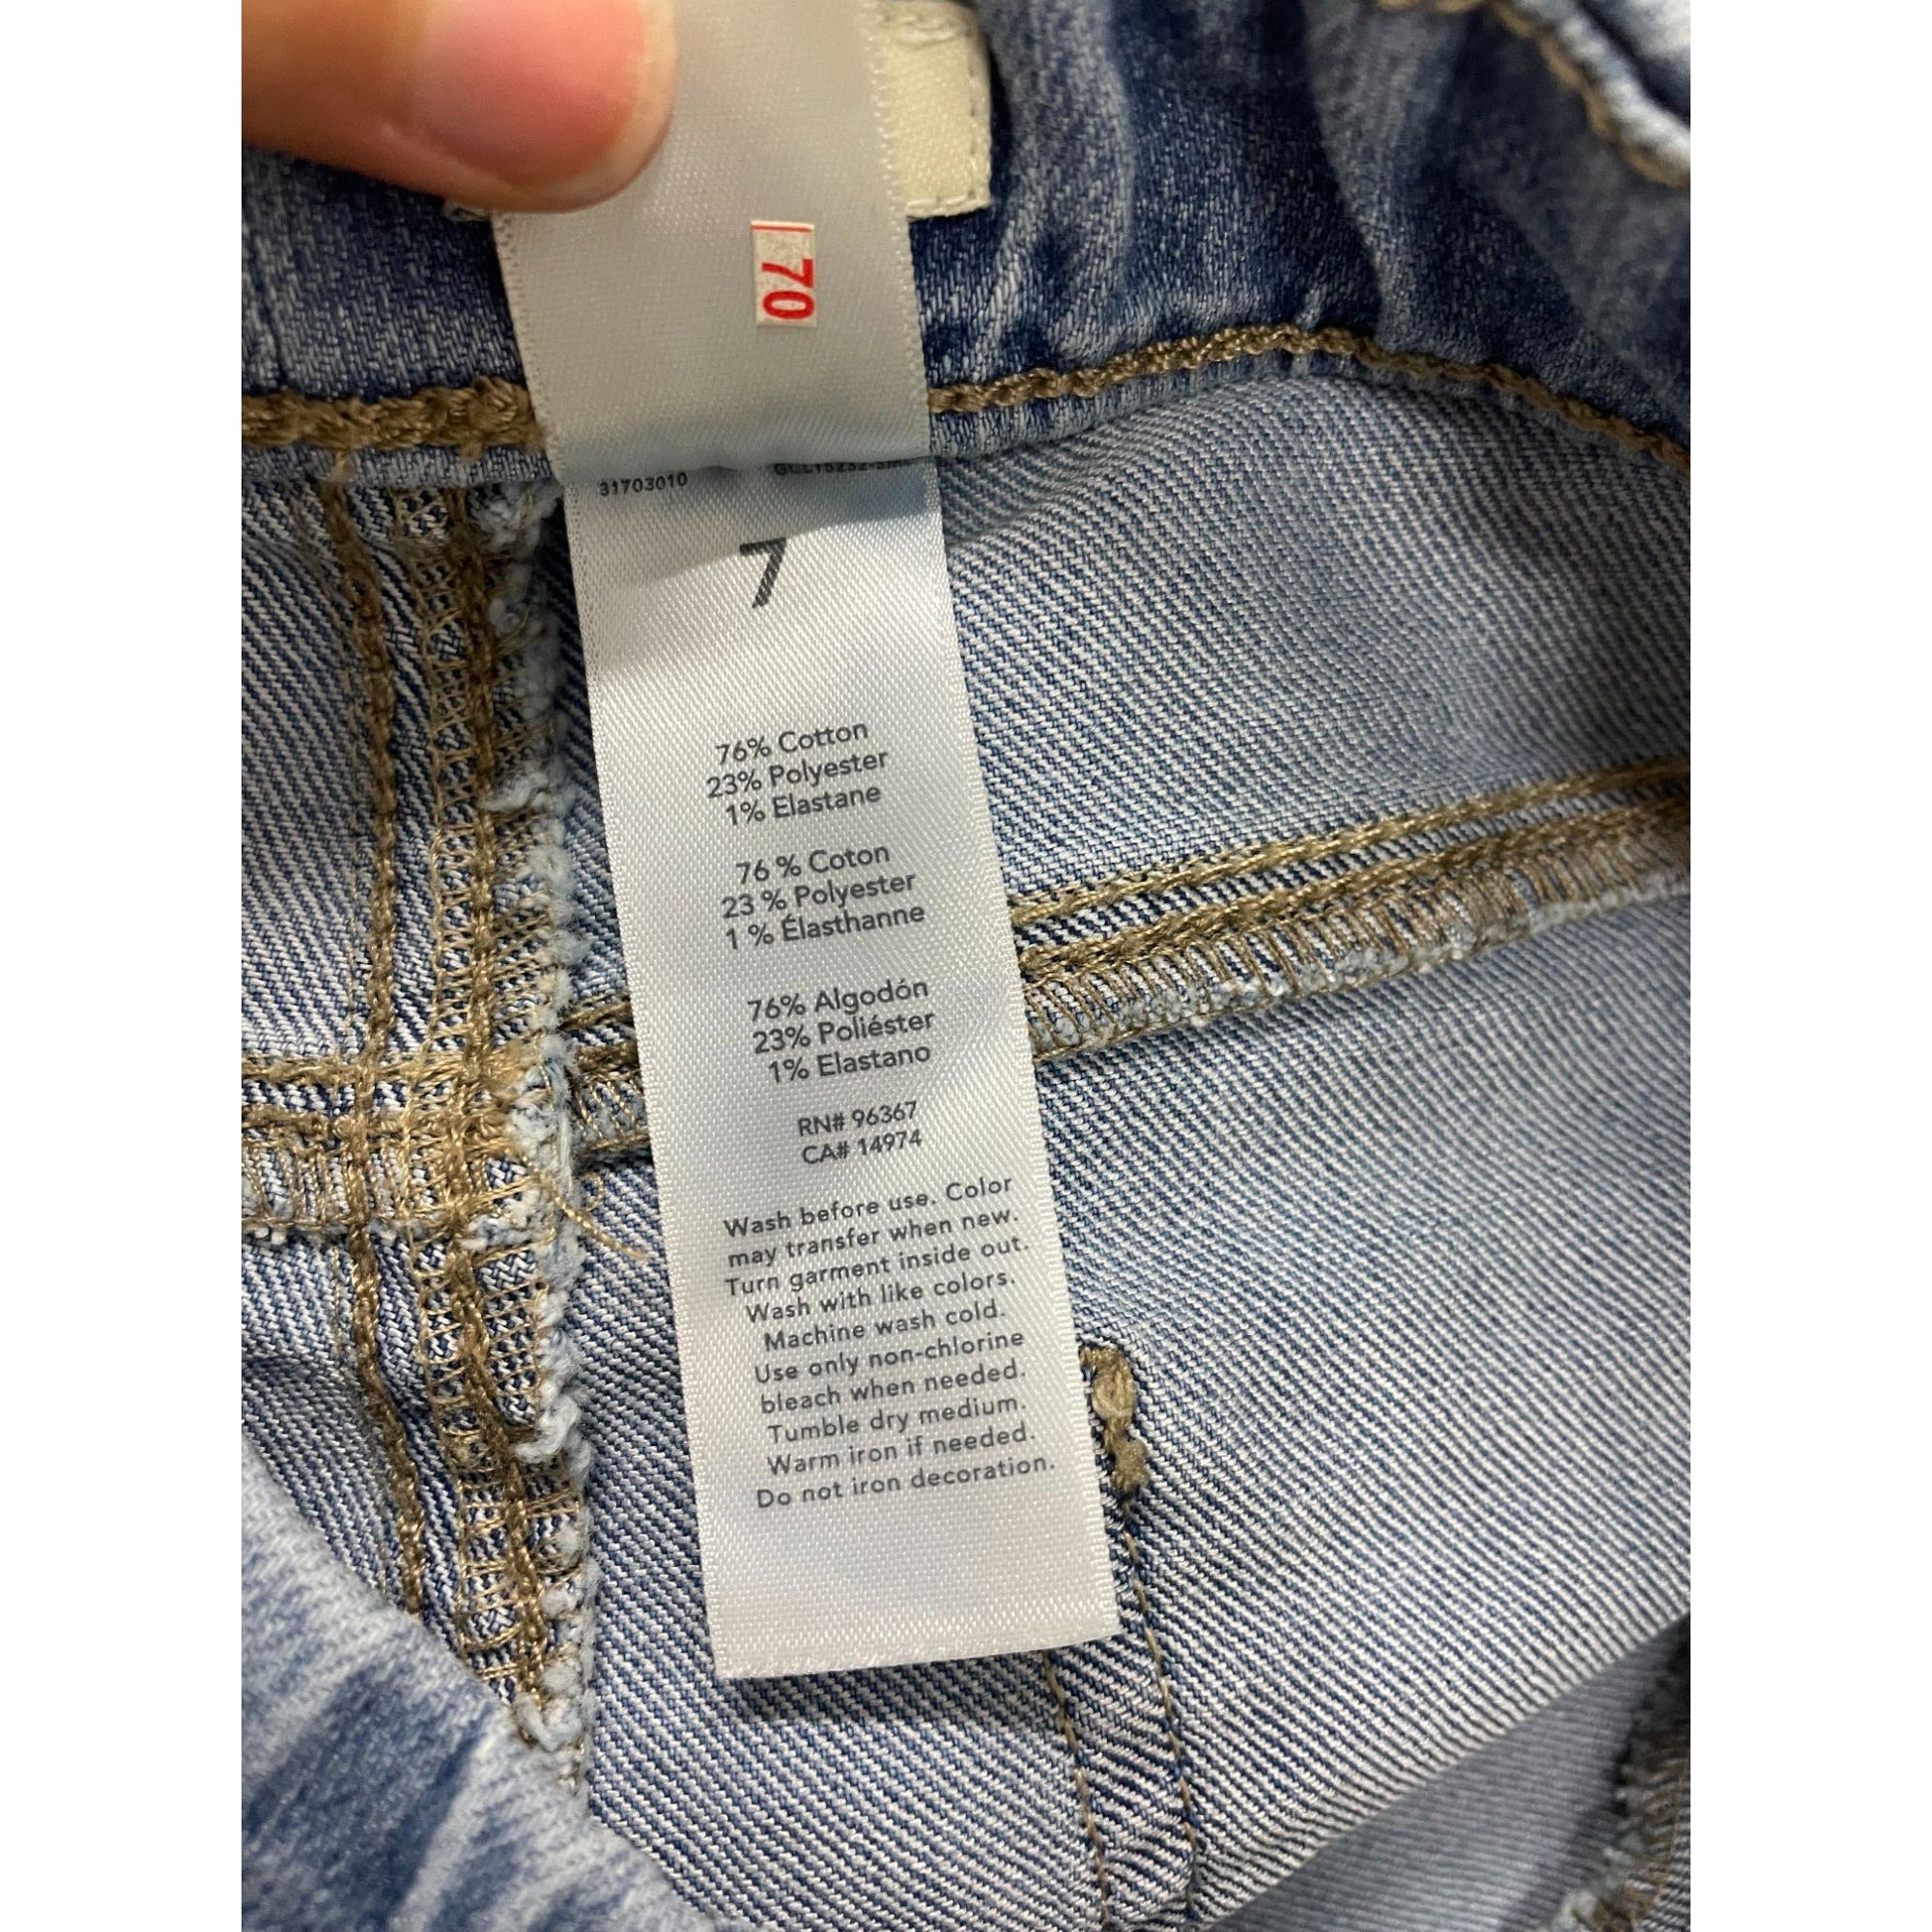 70
31703010
7
76% Cotton
23% Polyester
1% Elastane
76 % Coton
23 % Polyester
1 % Élasthanne
76% Algodón
23% Poliéster
1% Elastano
RN# 96367
CA# 14974
Wash before use. Color
may transfer when new.
Turn garment inside out.
Wash with like colors.
Machine wash cold.
Use only non-chlorine
bleach when needed.
Tumble dry medium.
Warm iron if needed.
Do not iron decoration.